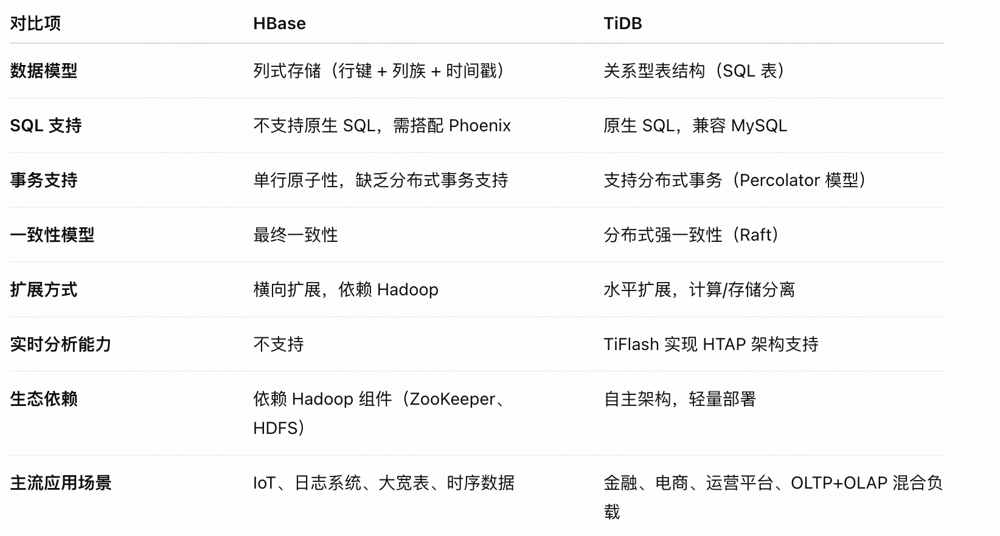 对比项 HBase TiDB
数据模型 列式存储（行键 + 列族 + 时间戳） 关系型表结构（SQL 表）
SQL 支持 不支持原生 SQL，需搭配 Phoenix 原生 SQL，兼容 MySQL
事务支持 单行原子性，缺乏分布式事务支持 支持分布式事务（Percolator 模型）
一致性模型 最终一致性 分布式强一致性（Raft）
扩展方式 横向扩展，依赖 Hadoop 水平扩展，计算/存储分离
实时分析能力 不支持 TiFlash 实现 HTAP 架构支持
生态依赖 依赖 Hadoop 组件（ZooKeeper、 自主架构，轻量部署
HDFS）
主流应用场景 IoT、日志系统、大宽表、时序数据 金融、电商、运营平台、OLTP+OLAP 混合负
载